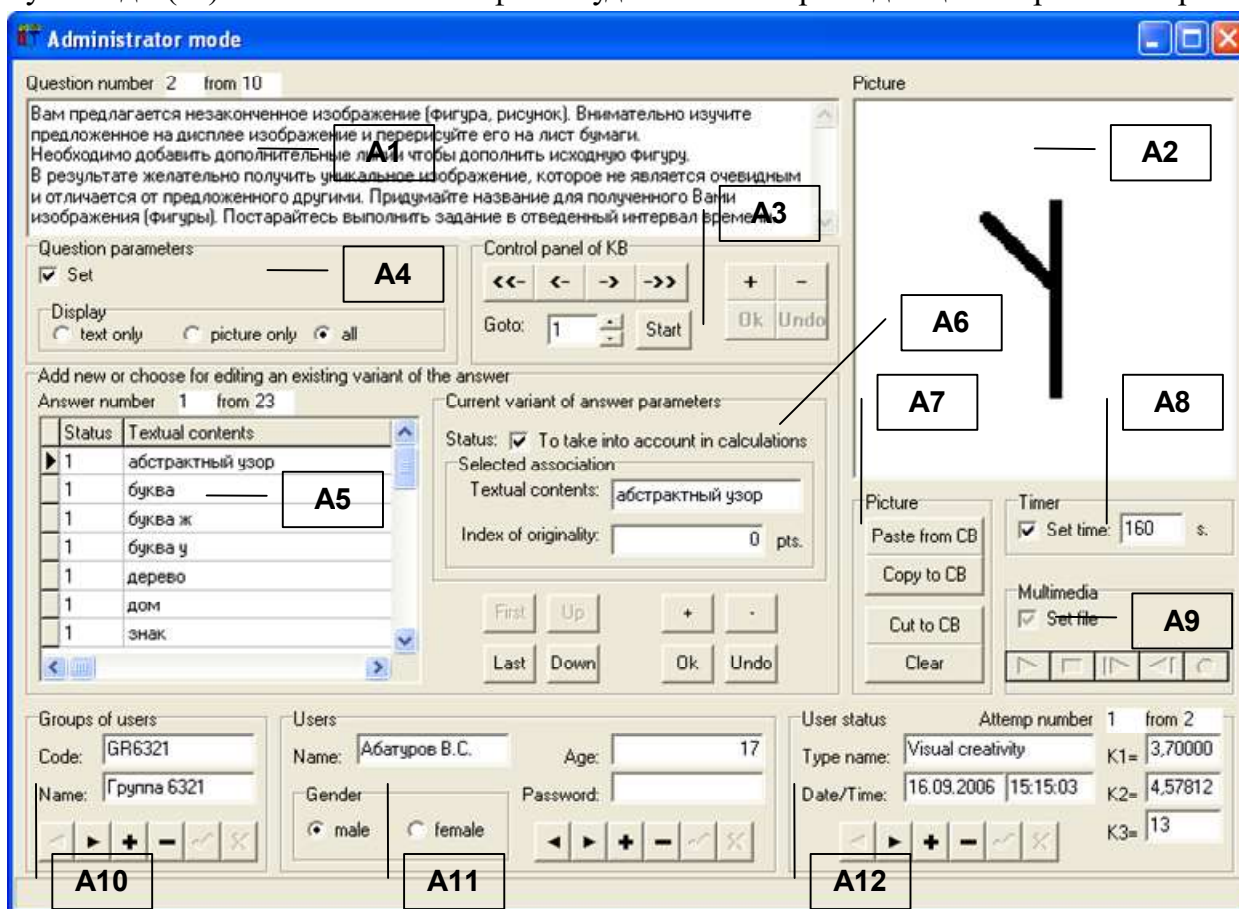 Administrator mode
Question number 2 from 10
Вам предлагается незаконченное изображение (фигура, рисунок). Внимательно изучите
предложенное на дисплее изображение и перерисуйте его на лист бумаги.
Необходимо добавить дополнительные линии чтобы дополнить исходную фигуру.
В результате желательно получить уникальное изображение, которое не является очевидным
и отличается от предложенного другими. Придумайте название для полученного Вами
изображения (фигуры). Постарайтесь выполнить задание в отведенный интервал времени.
A1
A3
Picture
A2
Question parameters
Set
A4
Display
text only picture only all
Control panel of KB
<<- <- -> ->>
Goto: 1 Start
+ -
Ok Undo
A6
A7
A8
Add new or choose for editing an existing variant of the answer
Answer number 1 from 23
Status Textual contents
1 абстрактный узор
1 буква
1 буква ж
1 буква у
1 дерево
1 дом
1 знак
A5
Current variant of answer parameters
Status: To take into account in calculations
Selected association
Textual contents: абстрактный узор
Index of originality: 0 pts.
First Up + -
Last Down Ok Undo
Picture
Paste from CB
Copy to CB
Cut to CB
Clear
Timer
Set time: 160 s.
Multimedia
Set file
A9
Groups of users
Code: GR6321
Name: Группа 6321
A10
Users
Name: Абатуров В.С. Age: 17
Gender Password:
male female
A11
User status Attemp number 1 from 2
Type name: Visual creativity K1= 3,70000
Date/Time: 16.09.2006 15:15:03 K2= 4,57812
K3= 13
A12